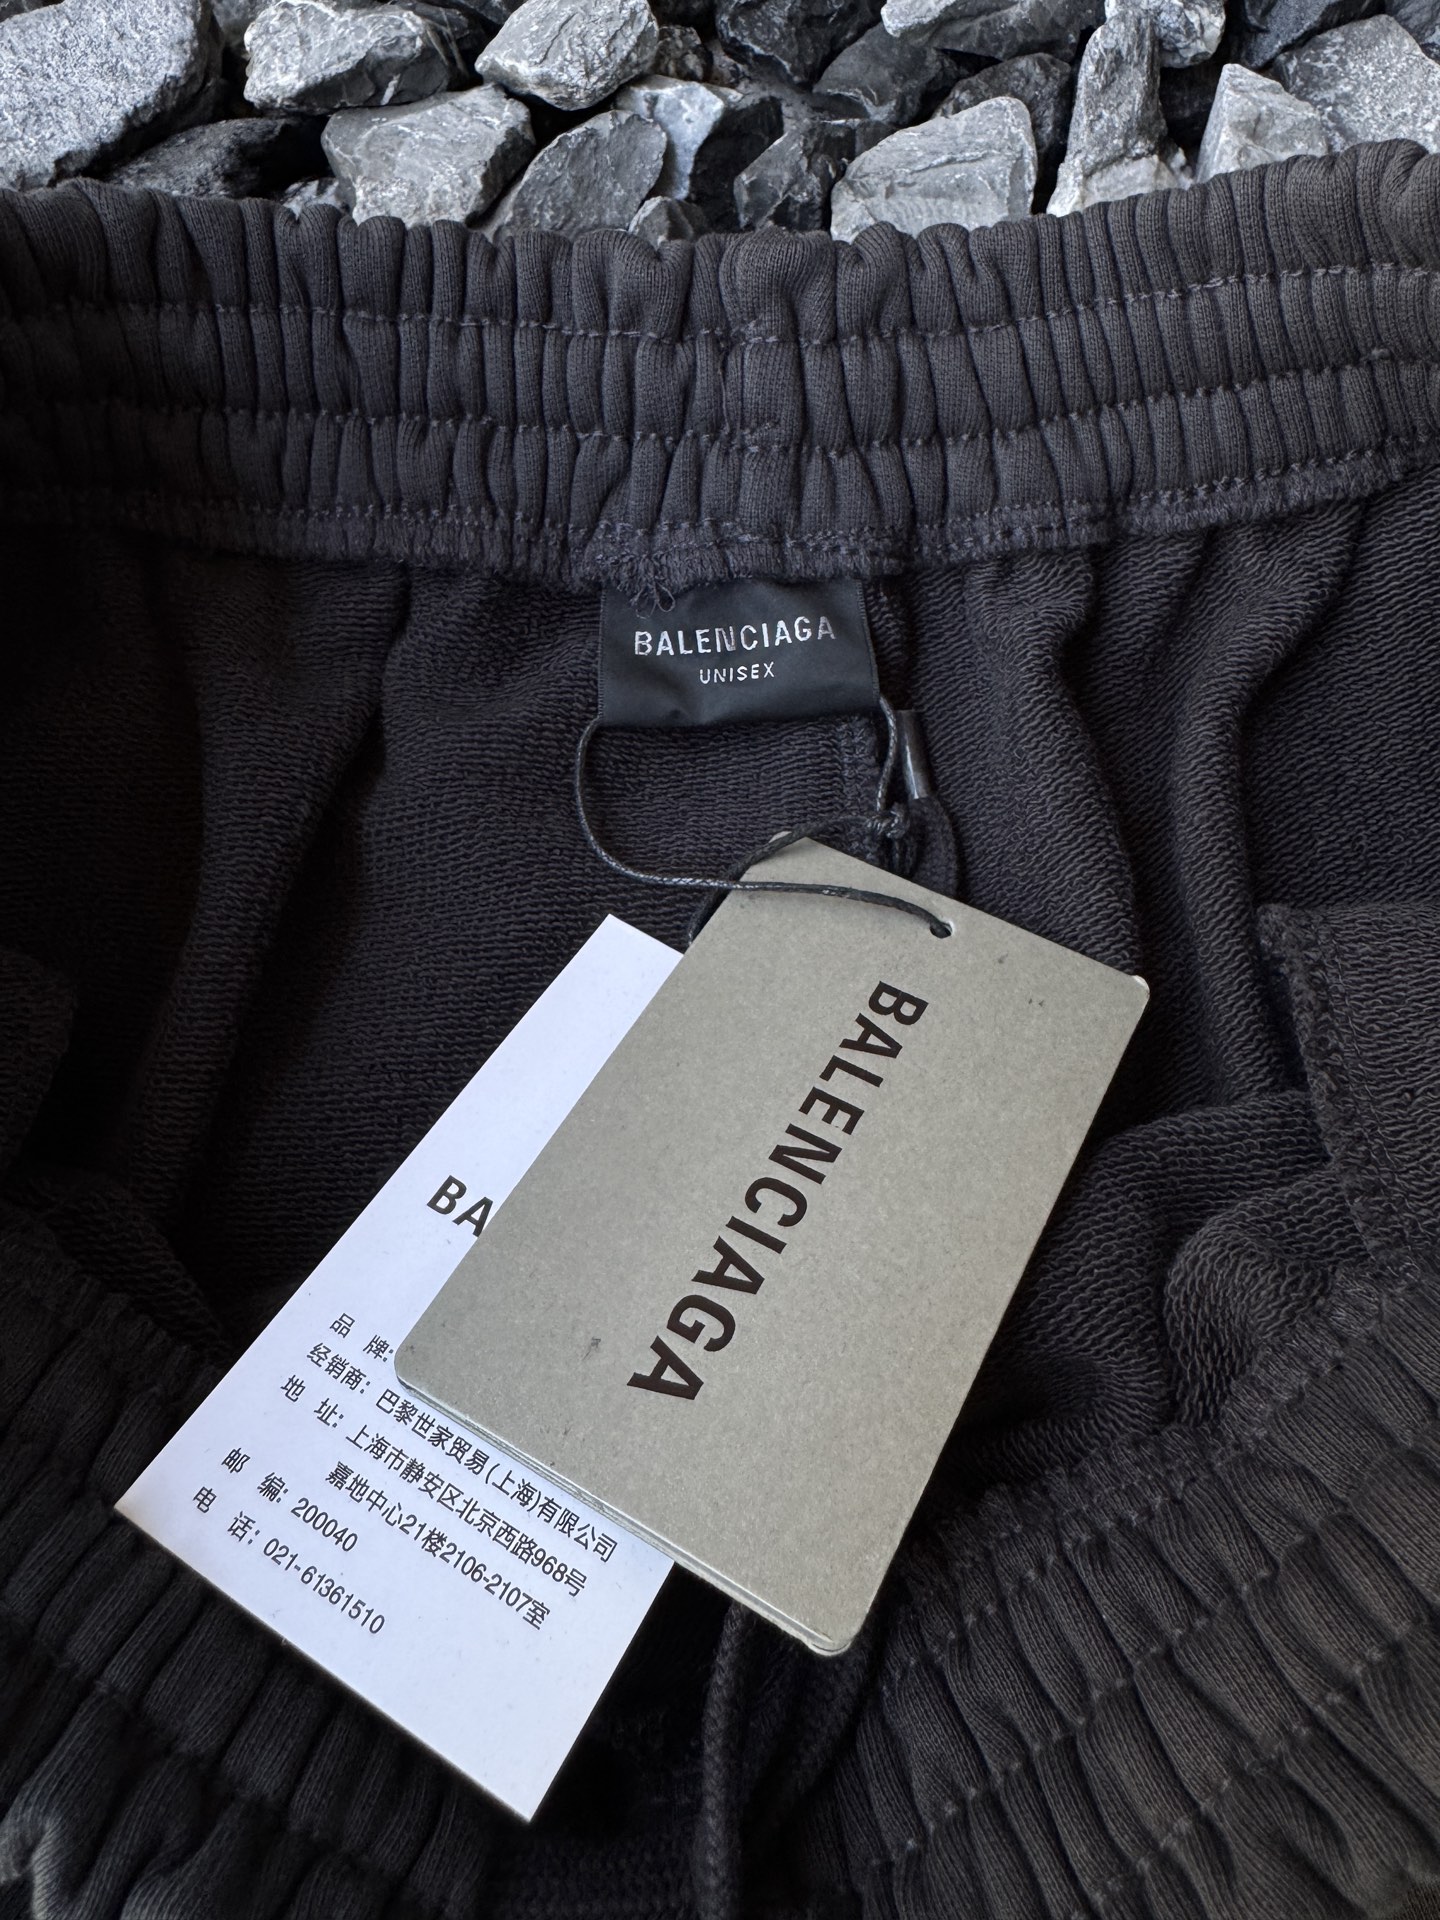 BALENCIAGA
UNISEX
BALENCIAGA
BA
品 牌:
经销商: 巴黎世家贸易(上海)有限公司
地 址: 上海市静安区北京西路968号
嘉地中心21楼2106-2107室
邮 编: 200040
电 话: 021-61361510